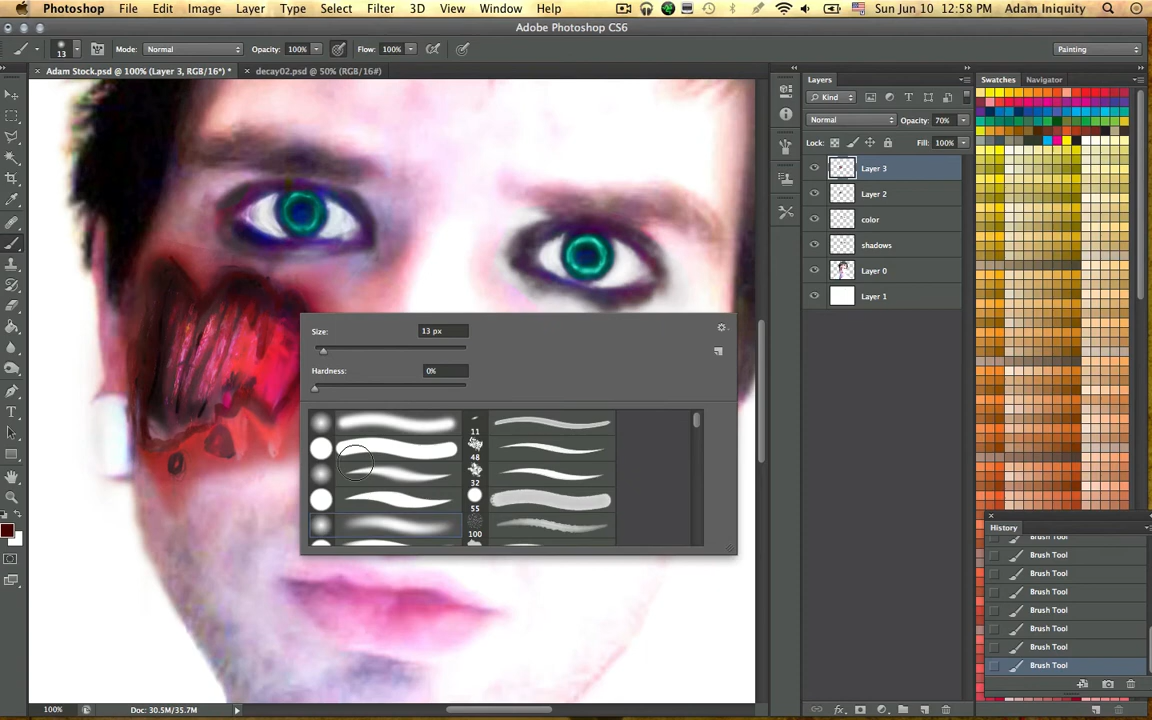 Photoshop File Edit Image Layer Type Select Filter 3D View Window Help Sun Jun 10 12:58 PM Adam Iniquity
Adobe Photoshop CS6
13 Mode: Normal Opacity: 100% Flow: 100% Painting
Adam Stock.psd @ 100% (Layer 3, RGB/16*) * decay02.psd @ 50% (RGB/16#)
Layers Swatches Navigator
Kind
Normal Opacity: 70%
Lock: Fill: 100%
Layer 3
Layer 2
color
shadows
Layer 0
Layer 1
Size: 13 px
Hardness: 0%
11
48
32
55
100
History
Brush Tool
Brush Tool
Brush Tool
Brush Tool
Brush Tool
Brush Tool
Brush Tool
Brush Tool
100% Doc: 30.5M/35.7M